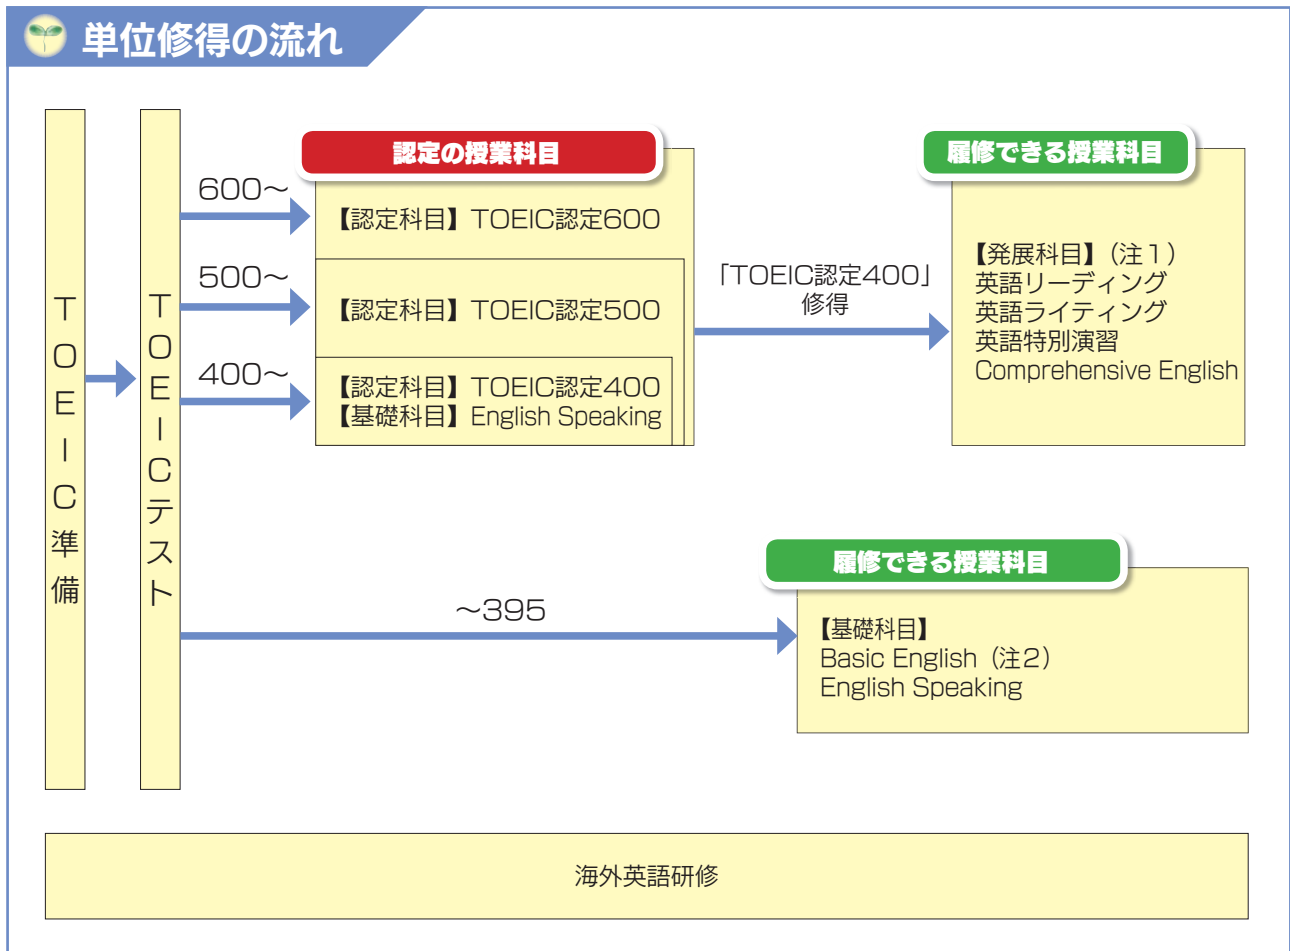 単位修得の流れ
TOEIC準備
TOEICテスト
認定の授業科目
600～
【認定科目】TOEIC認定600
500～
【認定科目】TOEIC認定500
400～
【認定科目】TOEIC認定400
【基礎科目】English Speaking
「TOEIC認定400」
修得
履修できる授業科目
【発展科目】（注１）
英語リーディング
英語ライティング
英語特別演習
Comprehensive English
～395
履修できる授業科目
【基礎科目】
Basic English（注２）
English Speaking
海外英語研修